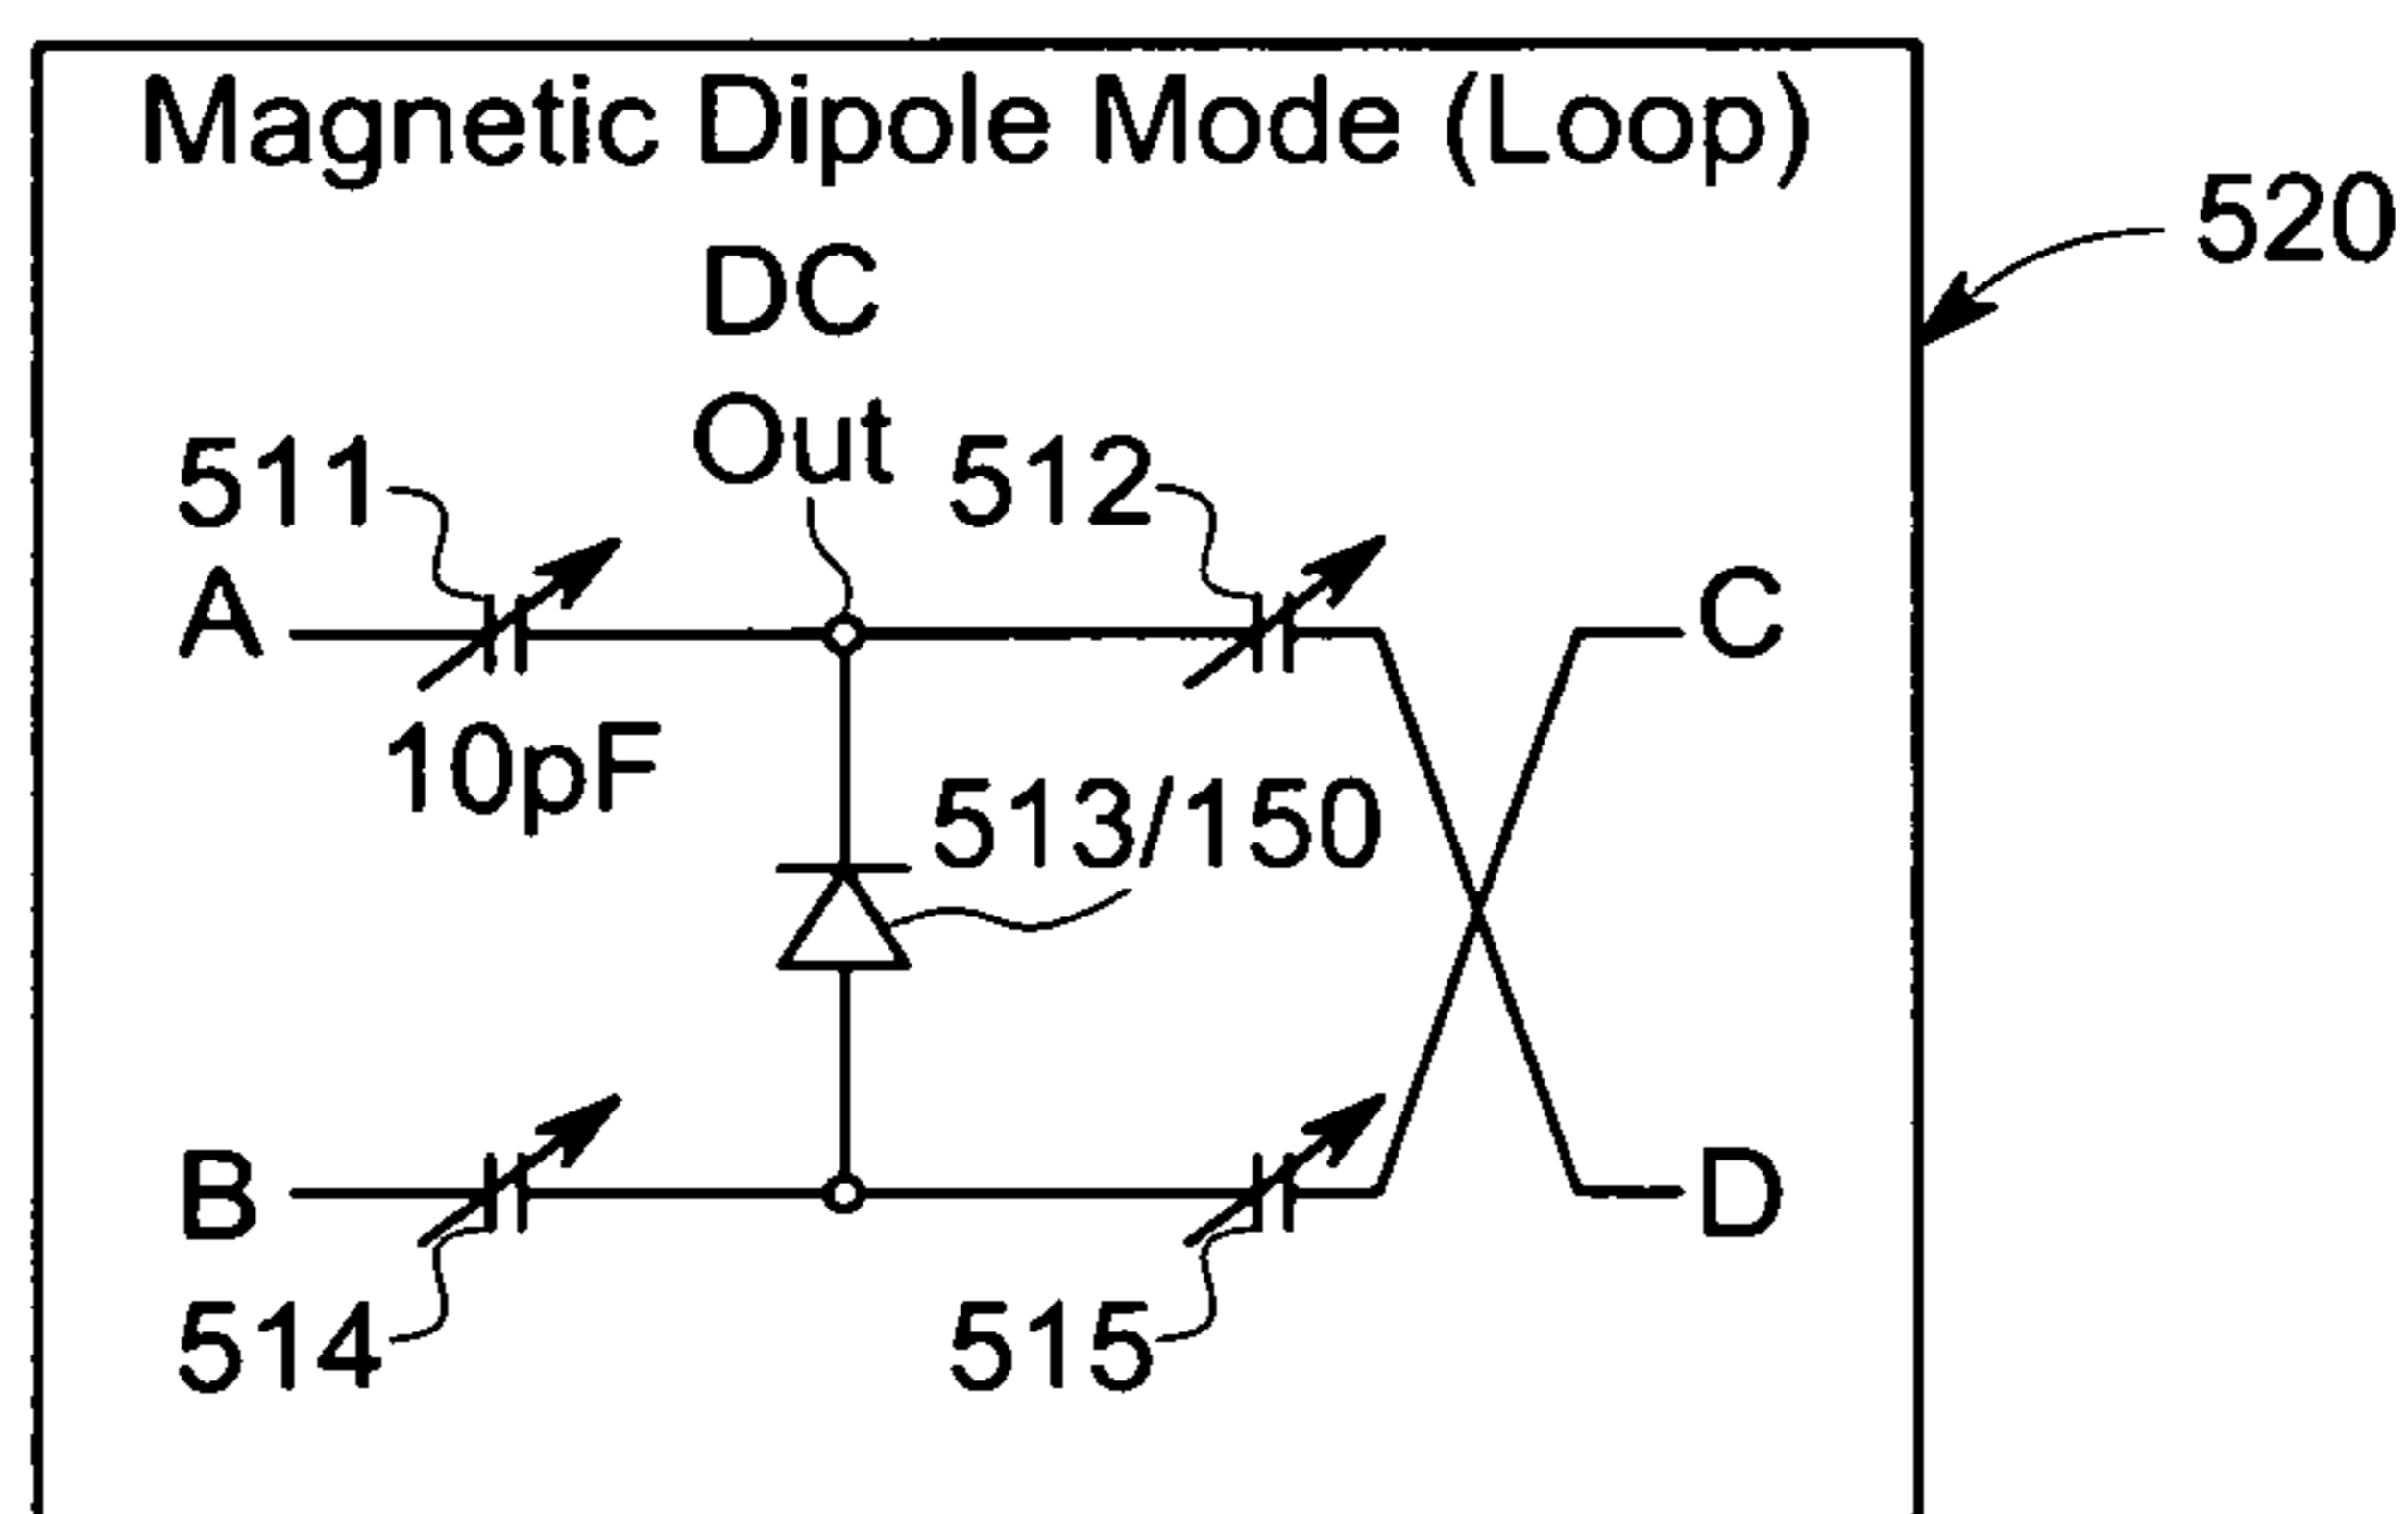 Magnetic Dipole Mode (Loop)
520
DC
Out
511
512
A
C
10pF
513/150
B
D
514
515